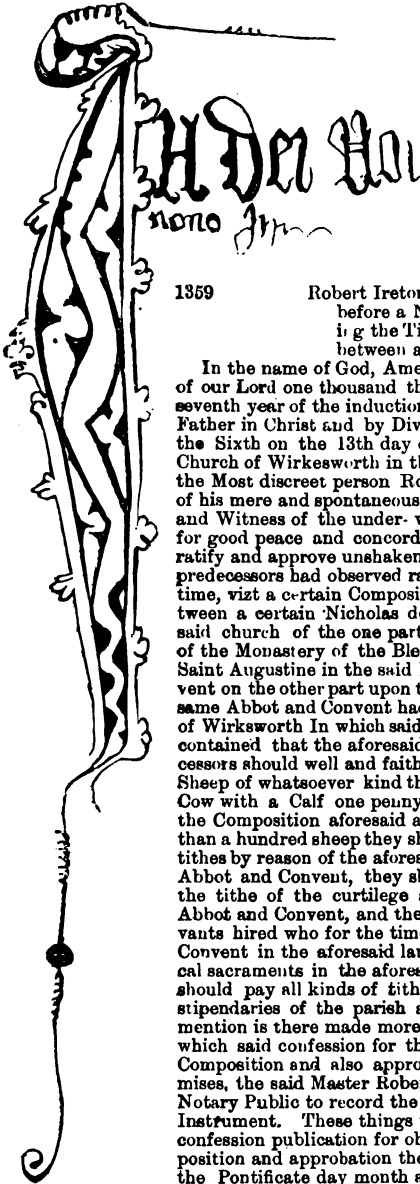 Dei
nono
1359 Robert Ireton
before a N
the Ti
between a
In the name of God, Ame
of our Lord one thousand th
seventh year of the induction
Father in Christ and by Div
the Sixth on the 13th day
Church of Wirkesworth in th
the Most discreet person Ro
of his mere and spontaneous
and Witness of the under-
for good peace and concord
ratify and approve unshaken
predecessors had observed ra
time, vizt a certain Composi
tween a certain Nicholas de
said church of the one part
of the Monastery of the Ble
Saint Augustine in the said
vent on the other part upon t
same Abbot and Convent ha
of Wirksworth In which said
contained that the aforesaid
cessors should well and faith
Sheep of whatsoever kind th
Cow with a Calf one penny
the Composition aforesaid a
than a hundred sheep they sh
tithes by reason of the afores
Abbot and Convent, they sh
the tithe of the curtilege
Abbot and Convent, and the
vants hired who for the time
Convent in the aforesaid lan
cal sacraments in the afores
should pay all kinds of tith
stipendaries of the parish a
mention is there made more
which said confession for th
Composition and also appro
mises, the said Master Robe
Notary Public to record the
Instrument. These things
confession publication for ob
position and approbation the
the Pontificate day month s